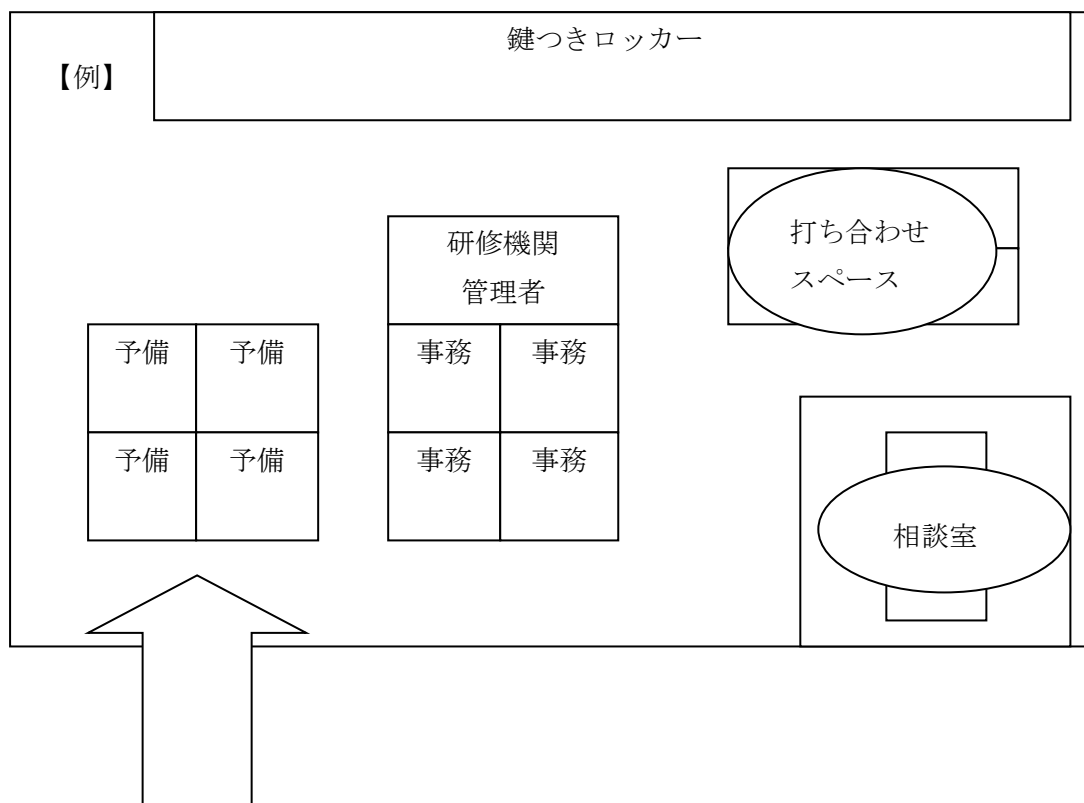 鍵つきロッカー
【例】
打ち合わせ
スペース
研修機関
管理者
予備
予備
事務
事務
予備
予備
事務
事務
相談室